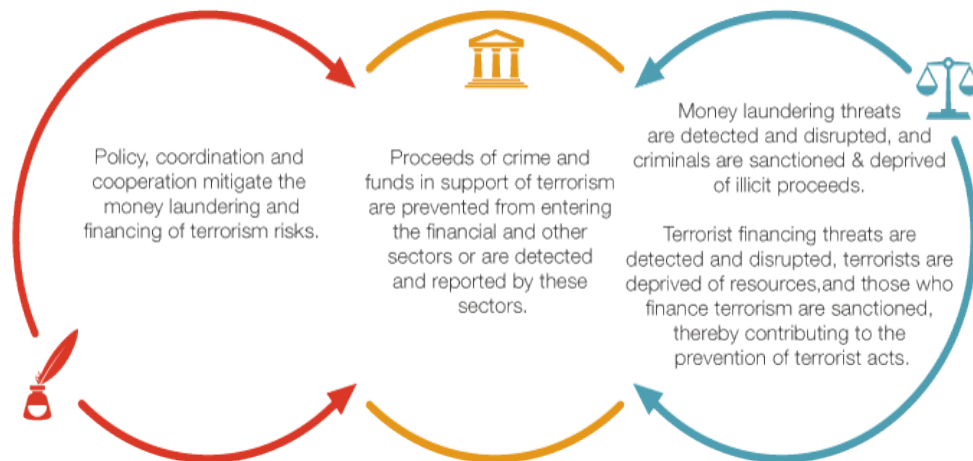 Policy, coordination and
cooperation mitigate the
money laundering and
financing of terrorism risks.
Proceeds of crime and
funds in support of terrorism
are prevented from entering
the financial and other
sectors or are detected
and reported by these
sectors.
Money laundering threats
are detected and disrupted, and
criminals are sanctioned & deprived
of illicit proceeds.
Terrorist financing threats are
detected and disrupted, terrorists are
deprived of resources,and those who
finance terrorism are sanctioned,
thereby contributing to the
prevention of terrorist acts.